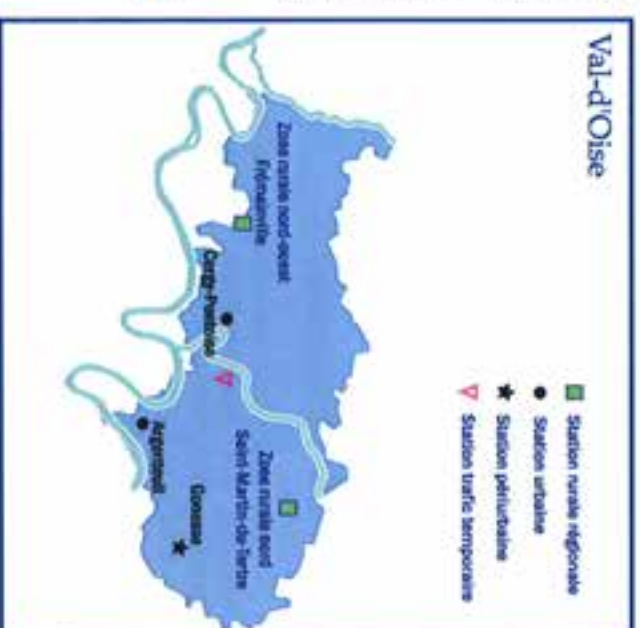 Val-d'Oise
Station rurale régionale
Station urbaine
Station périurbaine
Station trafic temporaire
Zone rurale nord-ouest
Frémainville
Cergy-Pontoise
Zone rurale nord
Saint-Martin-du-Tertre
Gonesse
Argenteuil